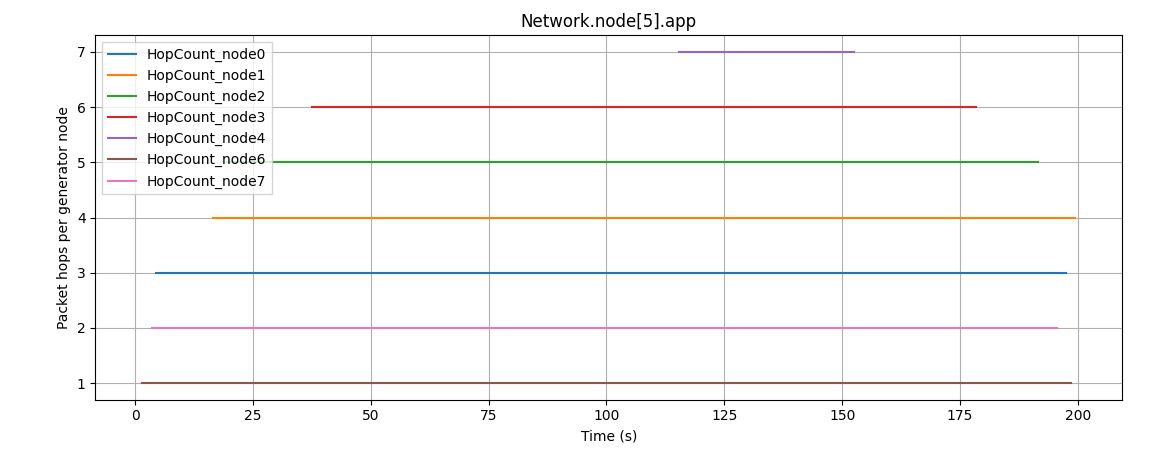 Network.node[5].app
HopCount_node0
HopCount_node1
HopCount_node2
HopCount_node3
HopCount_node4
HopCount_node6
HopCount_node7
Packet hops per generator node
7
6
5
4
3
2
1
0 25 50 75 100 125 150 175 200
Time (s)